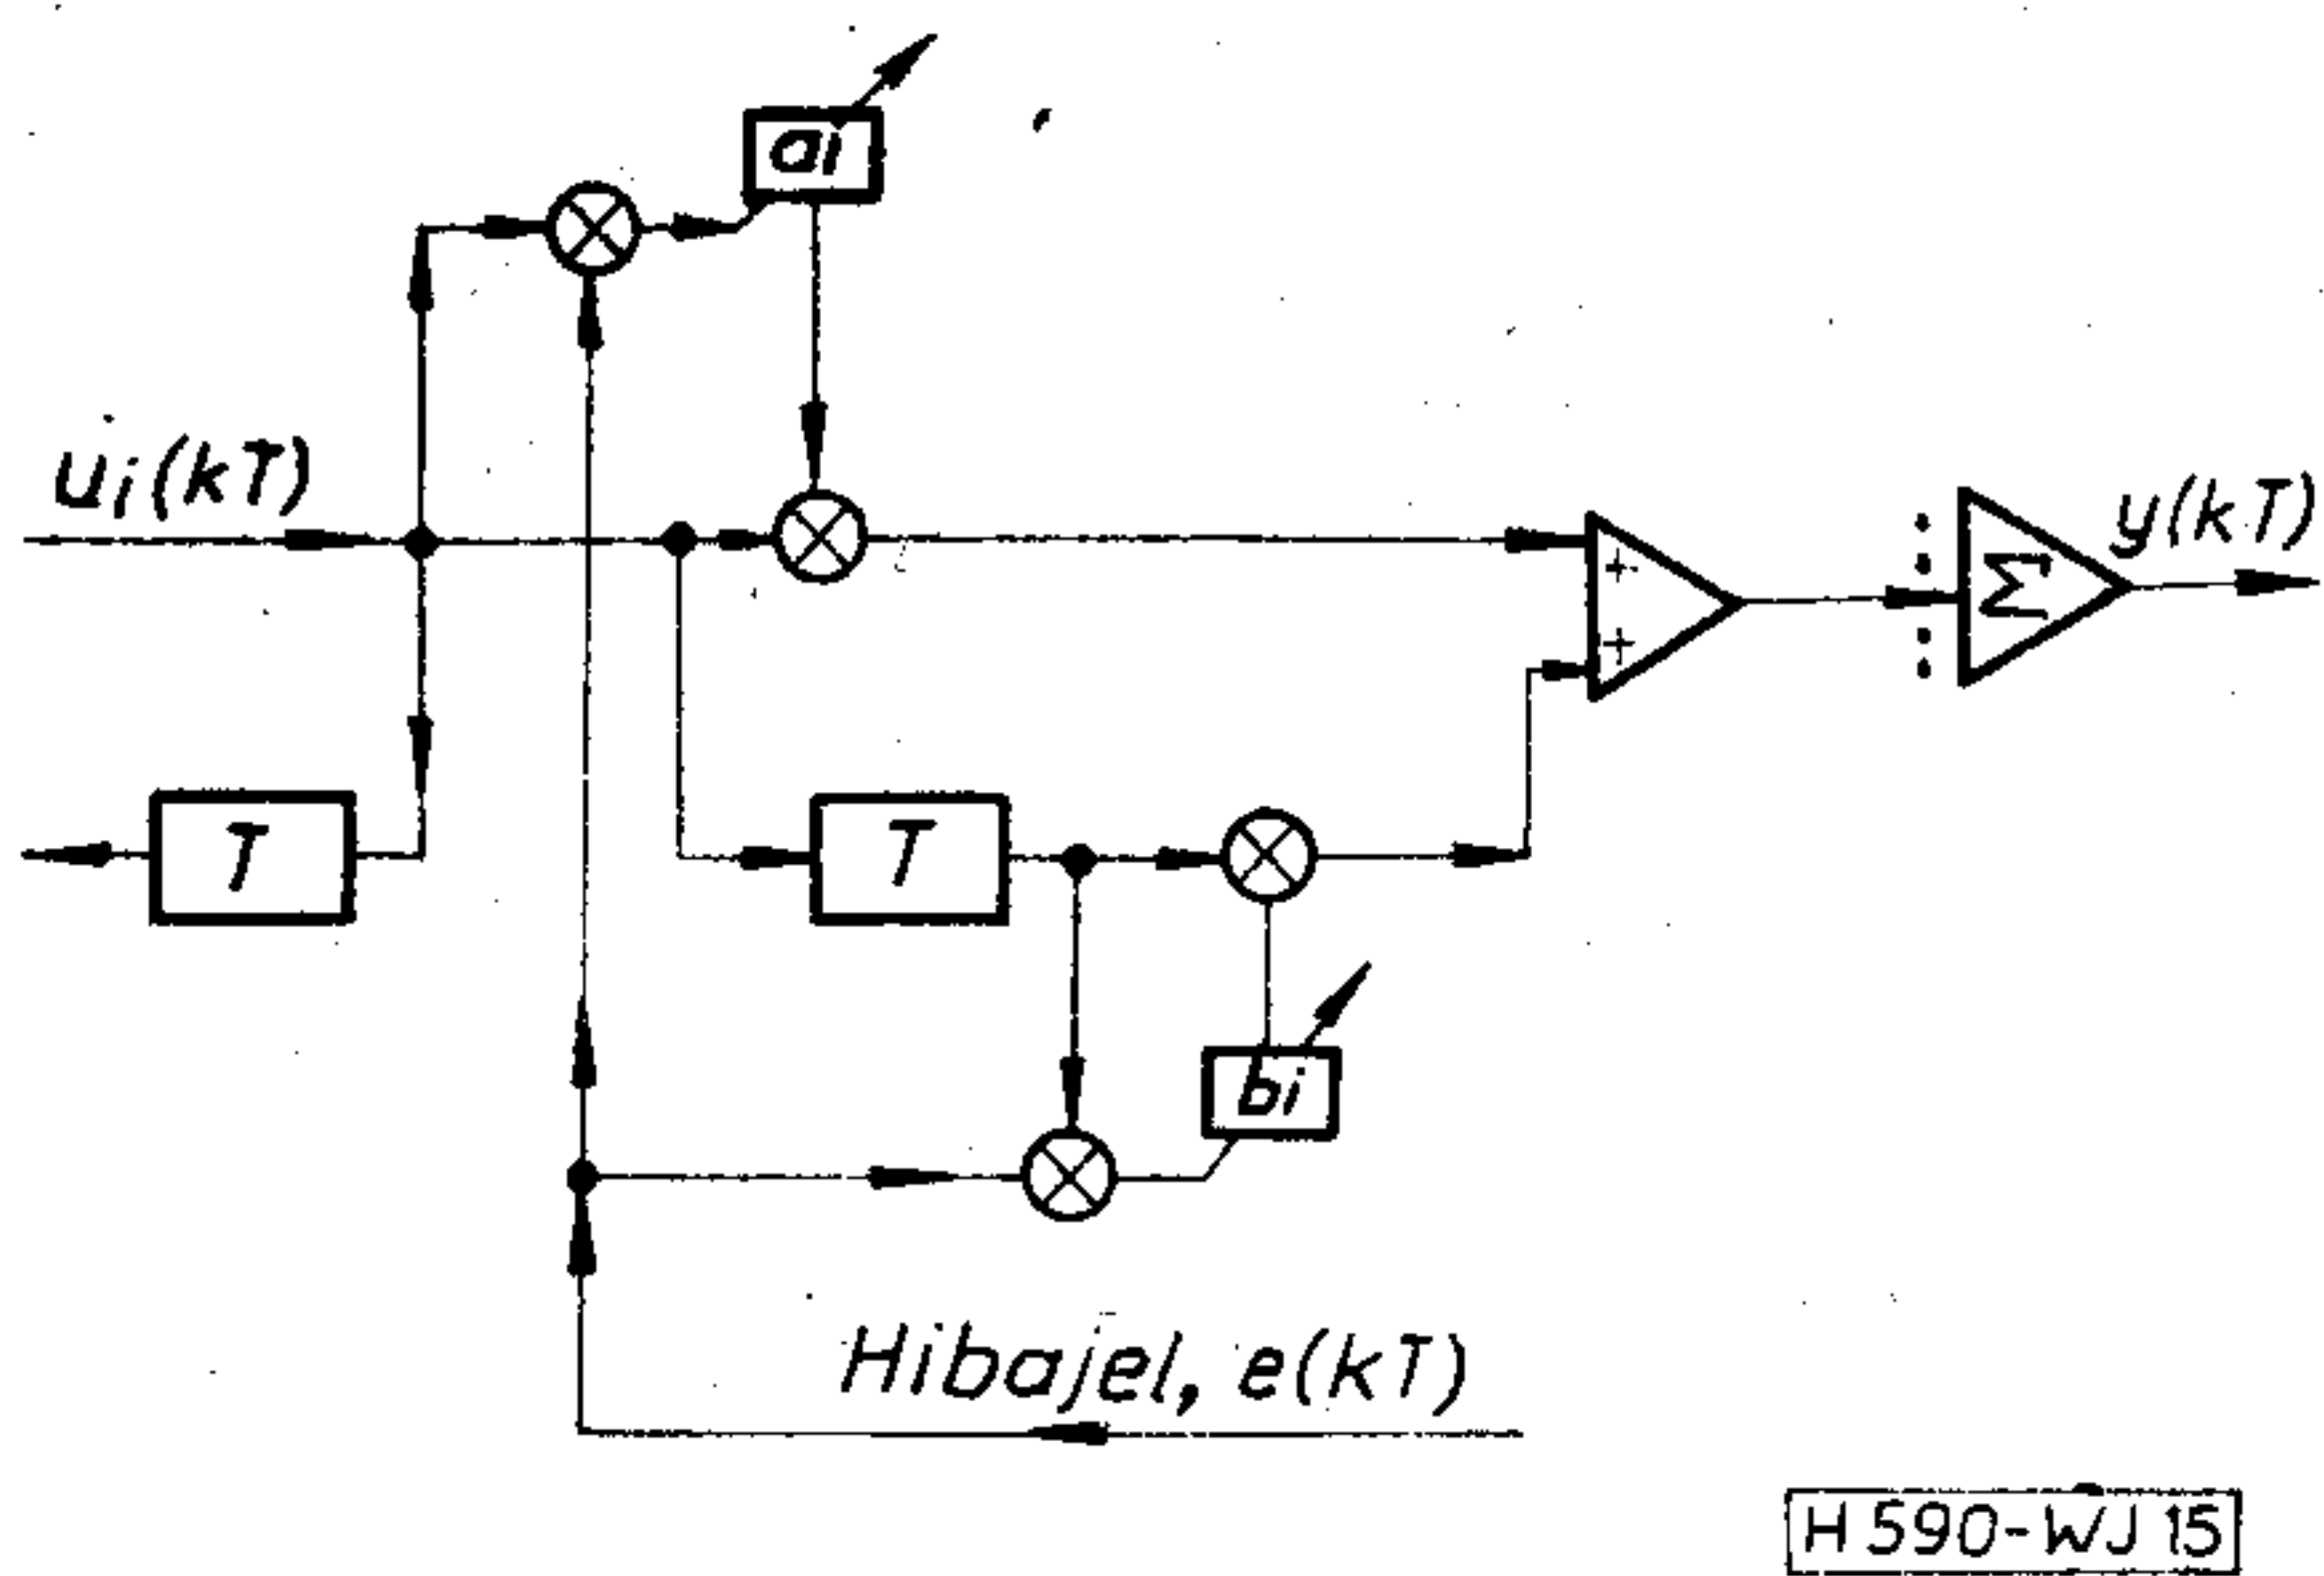 ai
ui(kT)
+
+
Σ
y(kT)
T
T
bi
Hibajel, e(kT)
H 590-WJ 15